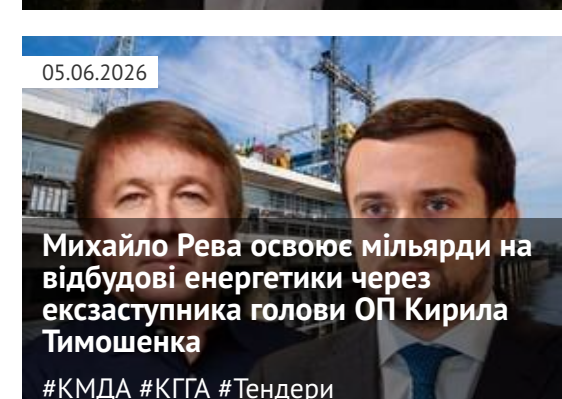 05.06.2026
Михайло Рева освоює мільярди на
відбудові енергетики через
ексзаступника голови ОП Кирила
Тимошенка
#КМДА #КГГА #Тендери